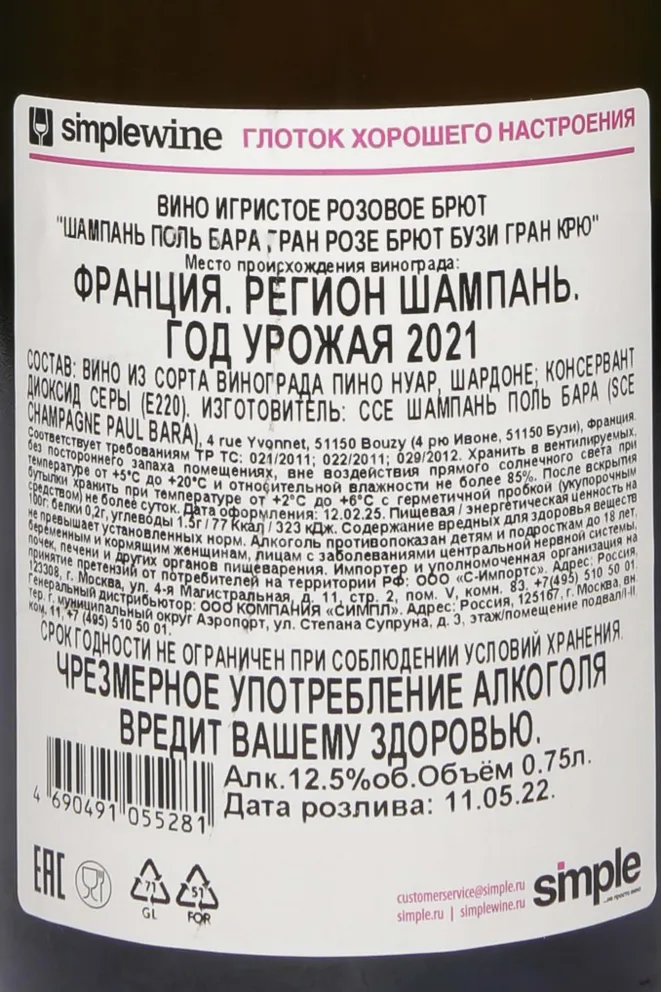 simplewine ГЛОТОК ХОРОШЕГО НАСТРОЕНИЯ
ВИНО ИГРИСТОЕ РОЗОВОЕ БРЮТ
"ШАМПАНЬ ПОЛЬ БАРА ГРАН РОЗЕ БРЮТ БУЗИ ГРАН КРЮ"
Место происхождения винограда:
ФРАНЦИЯ. РЕГИОН ШАМПАНЬ.
ГОД УРОЖАЯ 2021
СОСТАВ: ВИНО ИЗ СОРТА ВИНОГРАДА ПИНО НУАР, ШАРДОНЕ; КОНСЕРВАНТ
ДИОКСИД СЕРЫ (Е220). ИЗГОТОВИТЕЛЬ: ССЕ ШАМПАНЬ ПОЛЬ БАРА (SCE
CHAMPAGNE PAUL BARA), 4 rue Yvonnet, 51150 Bouzy (4 рю Ивоне, 51150 Бузи), Франция.
Соответствует требованиям ТР ТС: 021/2011; 022/2011; 029/2012. Хранить в вентилируемых,
без постороннего запаха помещениях, вне воздействия прямого солнечного света при
температуре от +5°С до +20°С и относительной влажности не более 85%. После вскрытия
бутылки хранить при температуре от +2°С до +6°С с герметичной пробкой (укупорочным
средством) не более суток. Дата оформления: 12.02.25. Пищевая / энергетическая ценность на
100г: белки 0,2г, углеводы 1.5г / 77 Ккал / 323 кДж. Содержание вредных для здоровья веществ
не превышает установленных норм. Алкоголь противопоказан детям и подросткам до 18 лет,
беременным и кормящим женщинам, лицам с заболеваниями центральной нервной системы,
почек, печени и других органов пищеварения. Импортер и уполномоченная организация на
принятие претензий от потребителей на территории РФ: ООО «С-Импортс». Адрес: Россия,
123308, г. Москва, ул. 4-я Магистральная, д. 11, стр. 2, пом. V, комн. 83, +7(495) 510 50 01.
Генеральный дистрибьютор: ООО КОМПАНИЯ «СИМПЛ». Адрес: Россия, 125167, г. Москва, вн.
тер. г. муниципальный округ Аэропорт, ул. Степана Супруна, д. 3, этаж/помещение подвал/I-II,
ком. 11, +7 (495) 510 50 01.
СРОК ГОДНОСТИ НЕ ОГРАНИЧЕН ПРИ СОБЛЮДЕНИИ УСЛОВИЙ ХРАНЕНИЯ.
ЧРЕЗМЕРНОЕ УПОТРЕБЛЕНИЕ АЛКОГОЛЯ
ВРЕДИТ ВАШЕМУ ЗДОРОВЬЮ.
Алк.12.5%об.Объём 0.75л.
Дата розлива: 11.05.22.
4 690491 055281
EAC
71
GL
51
FOR
customerservice@simple.ru
simple.ru | simplewine.ru
simple
...не просто вино